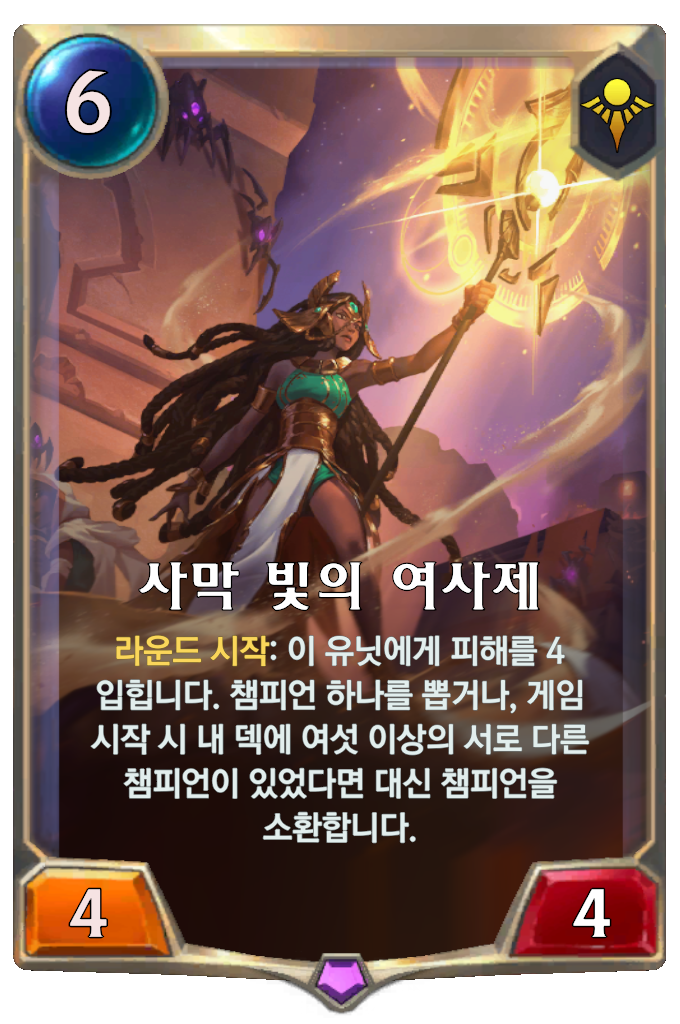 6
사막 빛의 여사제
라운드 시작: 이 유닛에게 피해를 4
입힙니다. 챔피언 하나를 뽑거나, 게임
시작 시 내 덱에 여섯 이상의 서로 다른
챔피언이 있었다면 대신 챔피언을
소환합니다.
4
4